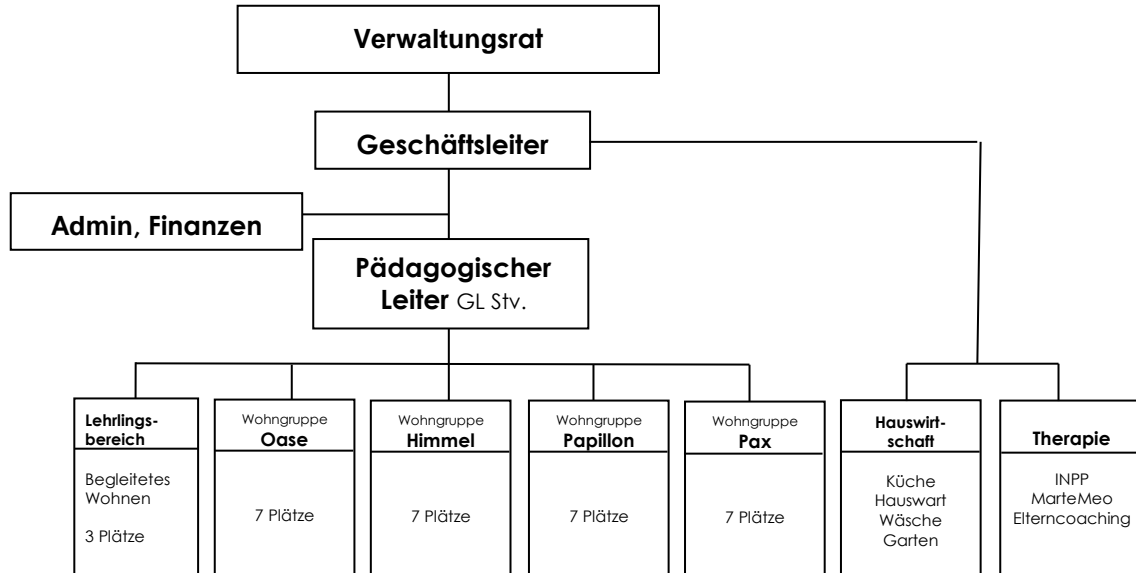 Verwaltungsrat
Geschäftsleiter
Admin, Finanzen
Pädagogischer
Leiter GL Stv.
Lehrlings-
bereich
Begleitetes
Wohnen
3 Plätze
Wohngruppe
Oase
7 Plätze
Wohngruppe
Himmel
7 Plätze
Wohngruppe
Papillon
7 Plätze
Wohngruppe
Pax
7 Plätze
Hauswirt-
schaft
Küche
Hauswart
Wäsche
Garten
Therapie
INPP
MarteMeo
Elterncoaching